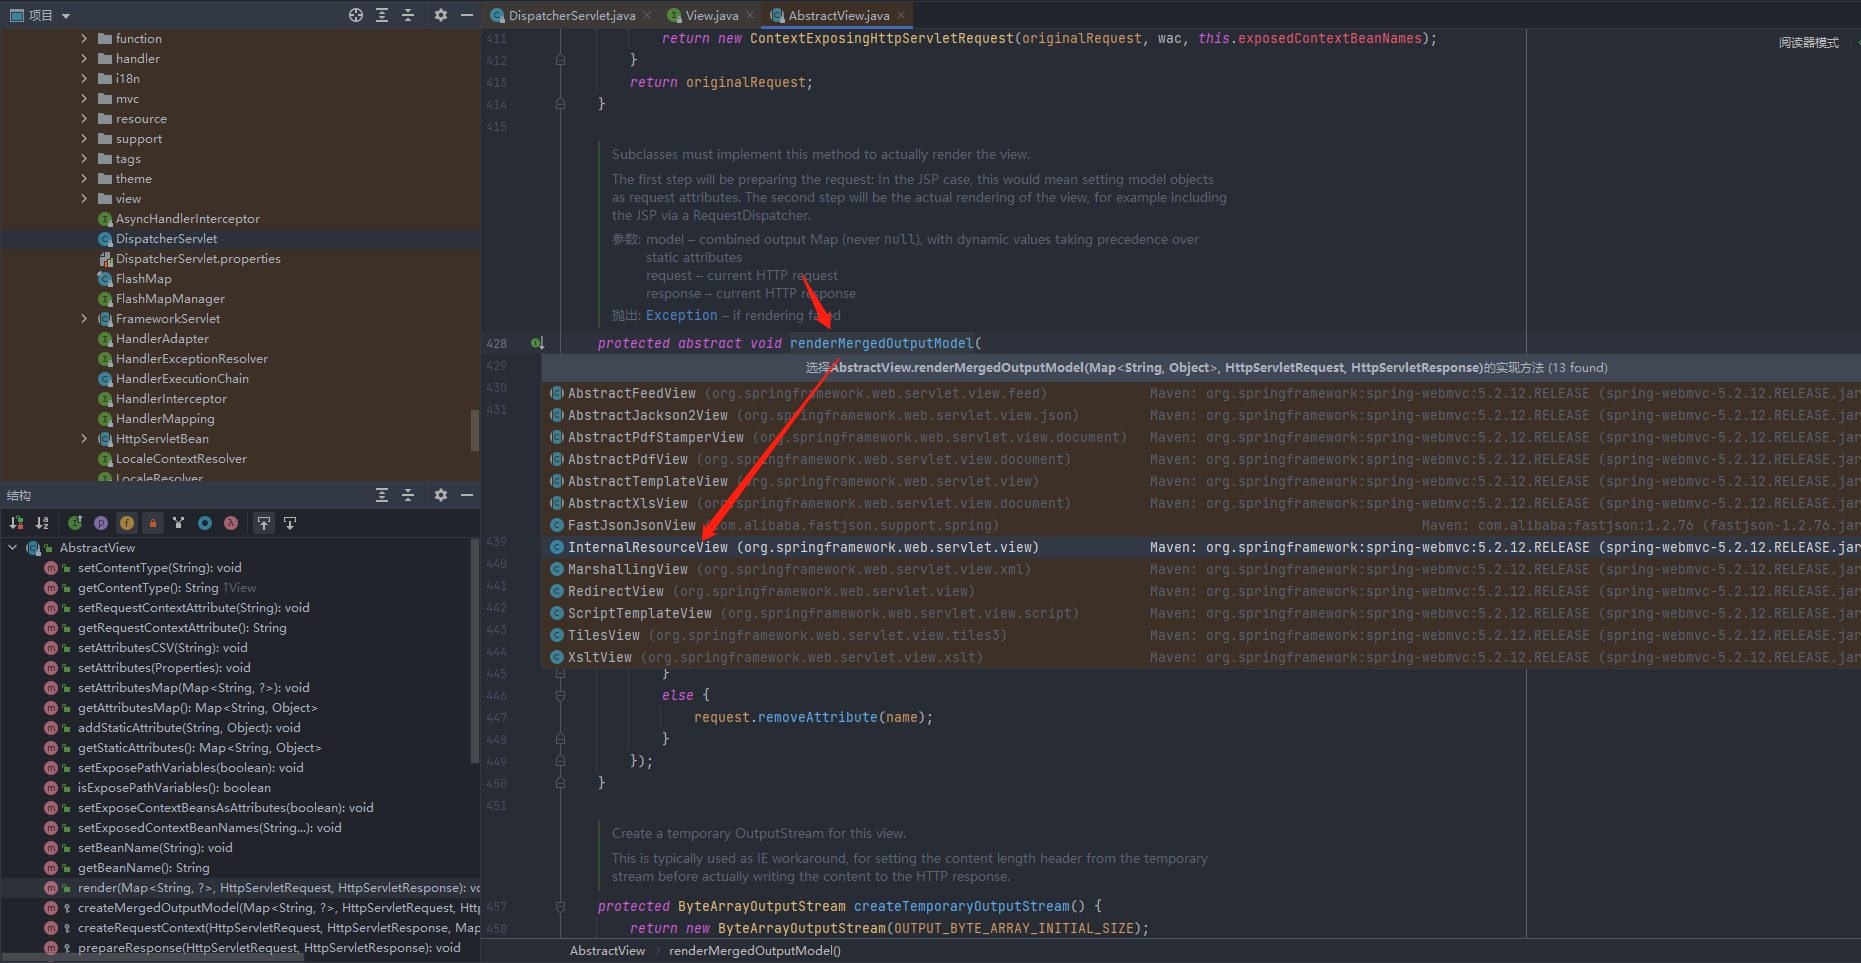 项目
function
handler
i18n
mvc
resource
support
tags
theme
view
AsyncHandlerInterceptor
DispatcherServlet
DispatcherServlet.properties
FlashMap
FlashMapManager
FrameworkServlet
HandlerAdapter
HandlerExceptionResolver
HandlerExecutionChain
HandlerInterceptor
HandlerMapping
HttpServletBean
LocaleContextResolver
LocaleResolver
结构
AbstractView
setContentType(String): void
getContentType(): String ↑View
setRequestContextAttribute(String): void
getRequestContextAttribute(): String
setAttributesCSV(String): void
setAttributes(Properties): void
setAttributesMap(Map<String, ?>): void
getAttributesMap(): Map<String, Object>
addStaticAttribute(String, Object): void
getStaticAttributes(): Map<String, Object>
setExposePathVariables(boolean): void
isExposePathVariables(): boolean
setExposeContextBeansAsAttributes(boolean): void
setExposedContextBeanNames(String...): void
setBeanName(String): void
getBeanName(): String
render(Map<String, ?>, HttpServletRequest, HttpServletResponse): vo
createMergedOutputModel(Map<String, ?>, HttpServletRequest, Htt
createRequestContext(HttpServletRequest, HttpServletResponse, Map
prepareResponse(HttpServletRequest, HttpServletResponse): void
DispatcherServlet.java
View.java
AbstractView.java
阅读器模式
411 return new ContextExposingHttpServletRequest(originalRequest, wac, this.exposedContextBeanNames);
412 }
413 return originalRequest;
414 }
415
Subclasses must implement this method to actually render the view.
The first step will be preparing the request: In the JSP case, this would mean setting model objects
as request attributes. The second step will be the actual rendering of the view, for example including
the JSP via a RequestDispatcher.
参数: model – combined output Map (never null), with dynamic values taking precedence over
static attributes
request – current HTTP request
response – current HTTP response
抛出: Exception – if rendering failed
428 protected abstract void renderMergedOutputModel(
429 选择AbstractView.renderMergedOutputModel(Map<String, Object>, HttpServletRequest, HttpServletResponse)的实现方法 (13 found)
430 AbstractFeedView (org.springframework.web.servlet.view.feed) Maven: org.springframework:spring-webmvc:5.2.12.RELEASE (spring-webmvc-5.2.12.RELEASE.jar
431 AbstractJackson2View (org.springframework.web.servlet.view.json) Maven: org.springframework:spring-webmvc:5.2.12.RELEASE (spring-webmvc-5.2.12.RELEASE.jar
AbstractPdfStamperView (org.springframework.web.servlet.view.document) Maven: org.springframework:spring-webmvc:5.2.12.RELEASE (spring-webmvc-5.2.12.RELEASE.jar
AbstractPdfView (org.springframework.web.servlet.view.document) Maven: org.springframework:spring-webmvc:5.2.12.RELEASE (spring-webmvc-5.2.12.RELEASE.jar
AbstractTemplateView (org.springframework.web.servlet.view) Maven: org.springframework:spring-webmvc:5.2.12.RELEASE (spring-webmvc-5.2.12.RELEASE.jar
AbstractXlsView (org.springframework.web.servlet.view.document) Maven: org.springframework:spring-webmvc:5.2.12.RELEASE (spring-webmvc-5.2.12.RELEASE.jar
FastJsonJsonView (com.alibaba.fastjson.support.spring) Maven: com.alibaba:fastjson:1.2.76 (fastjson-1.2.76.jar
439 InternalResourceView (org.springframework.web.servlet.view) Maven: org.springframework:spring-webmvc:5.2.12.RELEASE (spring-webmvc-5.2.12.RELEASE.jar
440 MarshallingView (org.springframework.web.servlet.view.xml) Maven: org.springframework:spring-webmvc:5.2.12.RELEASE (spring-webmvc-5.2.12.RELEASE.jar
441 RedirectView (org.springframework.web.servlet.view) Maven: org.springframework:spring-webmvc:5.2.12.RELEASE (spring-webmvc-5.2.12.RELEASE.jar
442 ScriptTemplateView (org.springframework.web.servlet.view.script) Maven: org.springframework:spring-webmvc:5.2.12.RELEASE (spring-webmvc-5.2.12.RELEASE.jar
443 TilesView (org.springframework.web.servlet.view.tiles3) Maven: org.springframework:spring-webmvc:5.2.12.RELEASE (spring-webmvc-5.2.12.RELEASE.jar
444 XsltView (org.springframework.web.servlet.view.xslt) Maven: org.springframework:spring-webmvc:5.2.12.RELEASE (spring-webmvc-5.2.12.RELEASE.jar
445 }
446 else {
447 request.removeAttribute(name);
448 }
449 });
450 }
451
Create a temporary OutputStream for this view.
This is typically used as IE workaround, for setting the content length header from the temporary
stream before actually writing the content to the HTTP response.
457 protected ByteArrayOutputStream createTemporaryOutputStream() {
458 return new ByteArrayOutputStream(OUTPUT_BYTE_ARRAY_INITIAL_SIZE);
AbstractView renderMergedOutputModel()